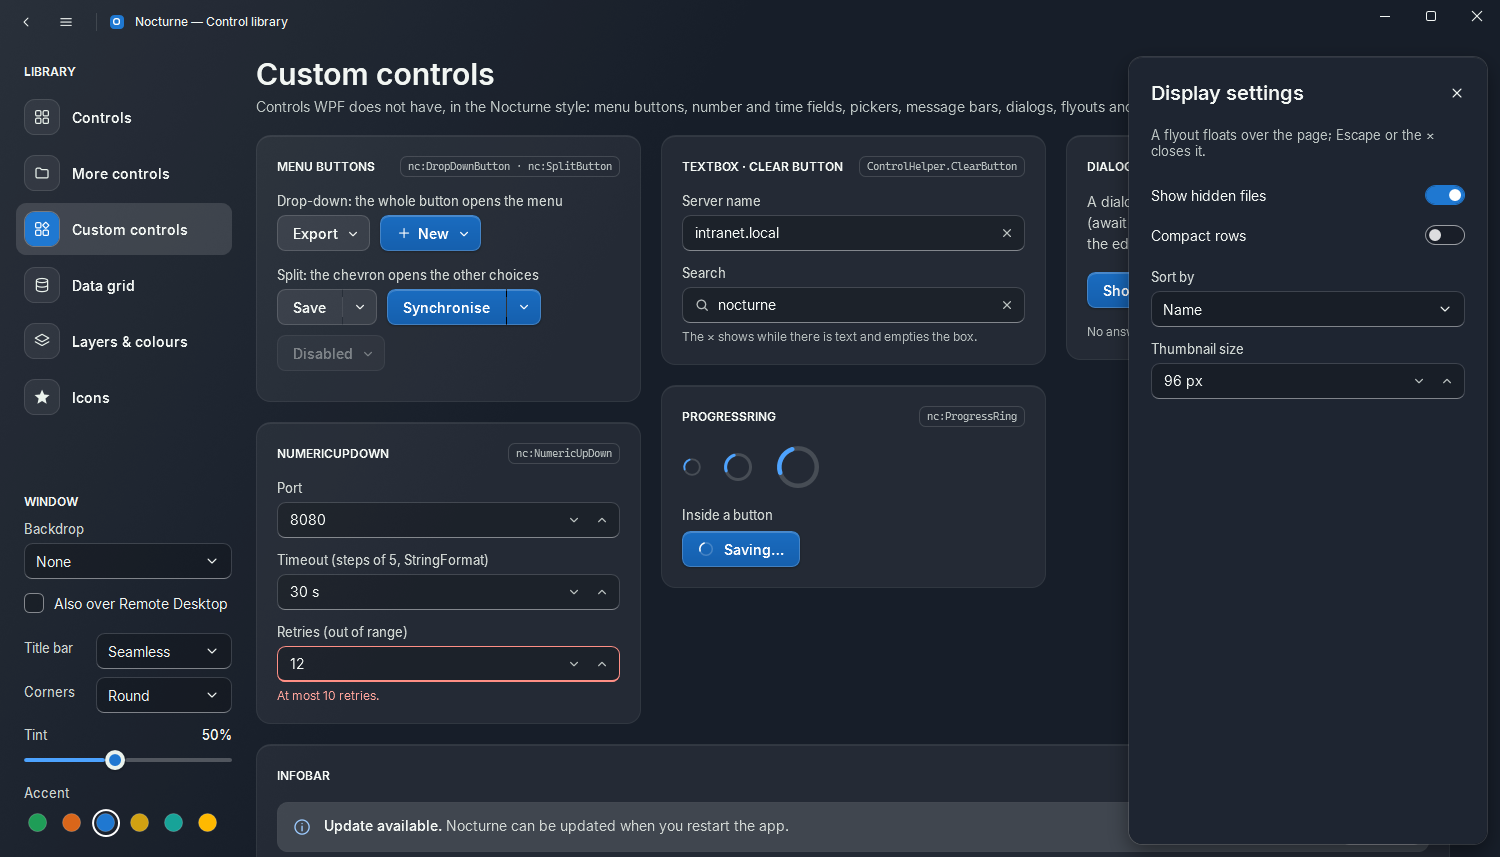 Nocturne — Control library
LIBRARY
Controls
More controls
Custom controls
Data grid
Layers & colours
Icons
WINDOW
Backdrop
None
Also over Remote Desktop
Title bar
Seamless
Corners
Round
Tint
50%
Accent
Custom controls
Controls WPF does not have, in the Nocturne style: menu buttons, number and time fields, pickers, message bars, dialogs, flyouts and
MENU BUTTONS
nc:DropDownButton · nc:SplitButton
Drop-down: the whole button opens the menu
Export
New
Split: the chevron opens the other choices
Save
Synchronise
Disabled
NUMERICUPDOWN
nc:NumericUpDown
Port
8080
Timeout (steps of 5, StringFormat)
30 s
Retries (out of range)
12
At most 10 retries.
TEXTBOX · CLEAR BUTTON
ControlHelper.ClearButton
Server name
intranet.local
Search
nocturne
The × shows while there is text and empties the box.
PROGRESSRING
nc:ProgressRing
Inside a button
Saving...
A dialo
(await
the ed
No answ
INFOBAR
Update available. Nocturne can be updated when you restart the app.
Display settings
A flyout floats over the page; Escape or the ×
closes it.
Show hidden files
Compact rows
Sort by
Name
Thumbnail size
96 px